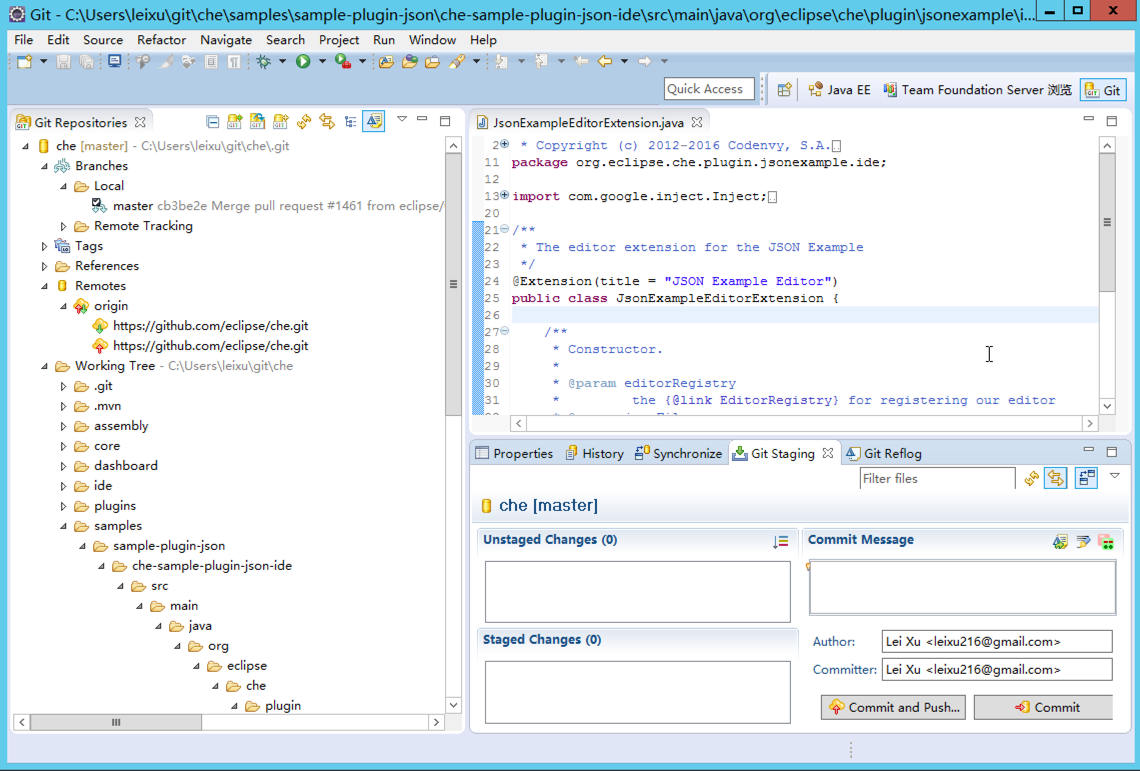 Git - C:\Users\leixu\git\che\samples\sample-plugin-json\che-sample-plugin-json-ide\src\main\java\org\eclipse\che\plugin\jsonexample\i...
File Edit Source Refactor Navigate Search Project Run Window Help
Quick Access Java EE Team Foundation Server 浏览 Git
Git Repositories
che [master] - C:\Users\leixu\git\che\.git
Branches
Local
master cb3be2e Merge pull request #1461 from eclipse/
Remote Tracking
Tags
References
Remotes
origin
https://github.com/eclipse/che.git
https://github.com/eclipse/che.git
Working Tree - C:\Users\leixu\git\che
.git
.mvn
assembly
core
dashboard
ide
plugins
samples
sample-plugin-json
che-sample-plugin-json-ide
src
main
java
org
eclipse
che
plugin
JsonExampleEditorExtension.java
2 * Copyright (c) 2012-2016 Codenvy, S.A.
11 package org.eclipse.che.plugin.jsonexample.ide;
12
13 import com.google.inject.Inject;
20
21 /**
22 * The editor extension for the JSON Example
23 */
24 @Extension(title = "JSON Example Editor")
25 public class JsonExampleEditorExtension {
26
27 /**
28 * Constructor.
29 *
30 * @param editorRegistry
31 * the {@link EditorRegistry} for registering our editor
Properties History Synchronize Git Staging Git Reflog
Filter files
che [master]
Unstaged Changes (0)
Staged Changes (0)
Commit Message
Author: Lei Xu <leixu216@gmail.com>
Committer: Lei Xu <leixu216@gmail.com>
Commit and Push... Commit